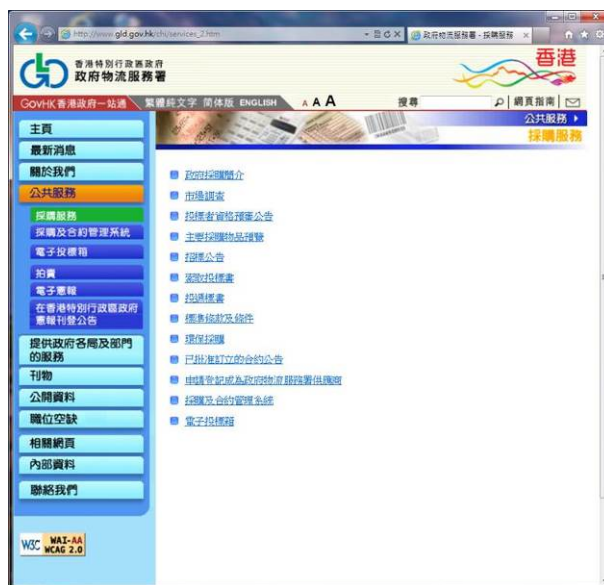 http://www.gld.gov.hk/chi/services_2.htm
政府物流服務署 - 採購服務
香港特別行政區政府
政府物流服務署
香港
GOVHK 香港政府一站通
繁體純文字 简体版 ENGLISH
A A A
搜尋
網頁指南
公共服務
採購服務
主頁
最新消息
關於我們
公共服務
採購服務
採購及合約管理系統
電子投標箱
拍賣
電子憲報
在香港特別行政區政府
憲報刊登公告
提供政府各局及部門
的服務
刊物
公開資料
職位空缺
相關網頁
內部資料
聯絡我們
政府採購簡介
市場調查
投標者資格預審公告
主要採購物品預覽
招標公告
索取投標書
投遞標書
標準條款及條件
環保採購
已批准訂立的合約公告
申請登記成為政府物流服務署供應商
採購及合約管理系統
電子投標箱
W3C WAI-AA
WCAG 2.0